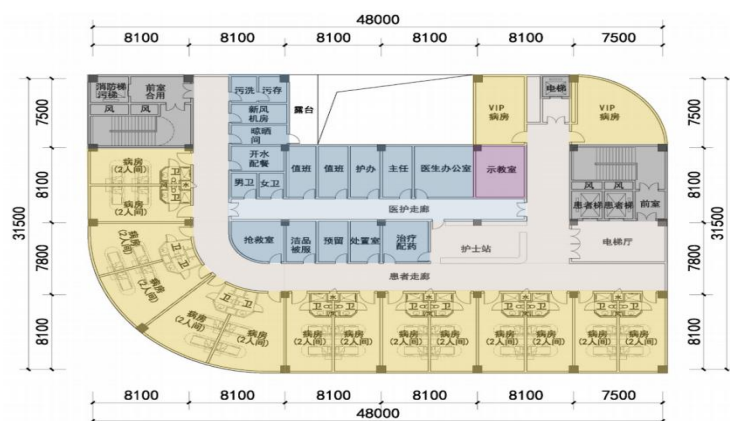 48000
8100 8100 8100 8100 8100 7500
消防梯 前室
污梯 合用
风 风
污洗 污存
新风
机房
晾晒
间
露台
VIP
病房
电梯
VIP
病房
开水
配餐
男卫 女卫
值班 值班 护办 主任 医生办公室 示教室
风 风
患者梯 患者梯 前室
医护走廊
抢救室 洁品
被服
预留 处置室 治疗
配药
护士站 电梯厅
患者走廊
病房
(2人间)
病房
(2人间)
卫
卫
病房
(2人间)
病房
(2人间)
卫
卫
病房
(2人间)
病房
(2人间)
卫
卫
卫 水 卫 卫 水 卫 卫 水 卫 卫 水 卫
病房 病房 病房 病房 病房 病房 病房 病房
(2人间) (2人间) (2人间) (2人间) (2人间) (2人间) (2人间) (2人间)
7500
8100
7800
8100
31500
7500
8100
7800
8100
31500
8100 8100 8100 8100 8100 7500
48000